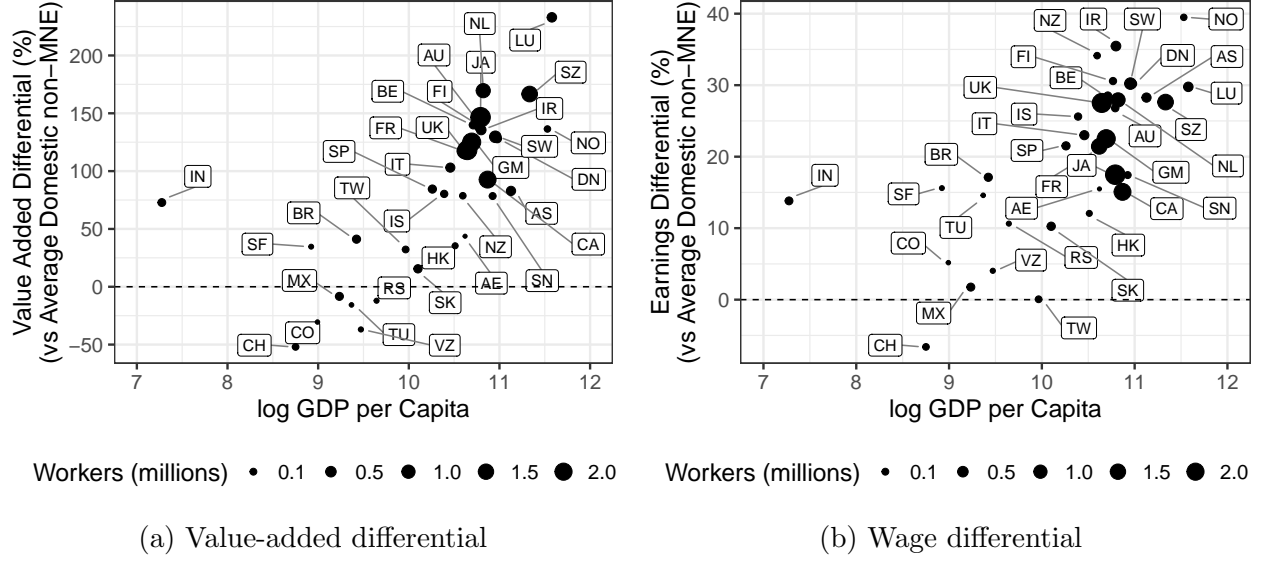 Value Added Differential (%)
(vs Average Domestic non−MNE)
200
150
100
50
0
−50
NL
LU
AU
JA
SZ
BE
FI
IR
FR
UK
NO
SW
SP
IT
GM
DN
IN
TW
IS
AS
BR
CA
SF
HK
NZ
MX
RS
AE
SN
SK
CO
TU
VZ
CH
7
8
9
10
11
12
log GDP per Capita
Workers (millions)
0.1
0.5
1.0
1.5
2.0
(a) Value-added differential
Earnings Differential (%)
(vs Average Domestic non−MNE)
40
30
20
10
0
NZ
IR
SW
NO
FI
DN
AS
BE
UK
LU
IS
IT
SZ
AU
SP
BR
JA
GM
NL
IN
SF
FR
AE
CA
SN
TU
CO
HK
VZ
RS
SK
MX
TW
CH
7
8
9
10
11
12
log GDP per Capita
Workers (millions)
0.1
0.5
1.0
1.5
2.0
(b) Wage differential